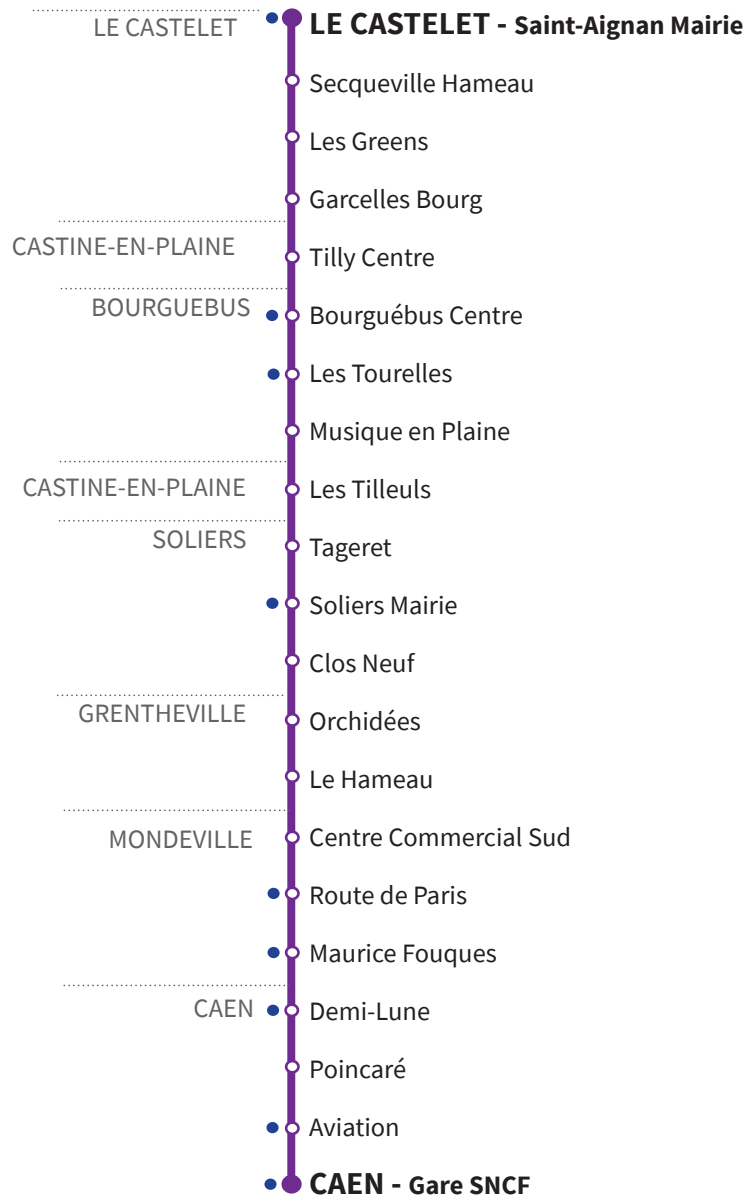 LE CASTELET
LE CASTELET - Saint-Aignan Mairie
Secqueville Hameau
Les Greens
Garcelles Bourg
CASTINE-EN-PLAINE
Tilly Centre
BOURGUEBUS
Bourguébus Centre
Les Tourelles
Musique en Plaine
CASTINE-EN-PLAINE
Les Tilleuls
SOLIERS
Tageret
Soliers Mairie
Clos Neuf
GRENTHEVILLE
Orchidées
Le Hameau
MONDEVILLE
Centre Commercial Sud
Route de Paris
Maurice Fouques
CAEN
Demi-Lune
Poincaré
Aviation
CAEN - Gare SNCF